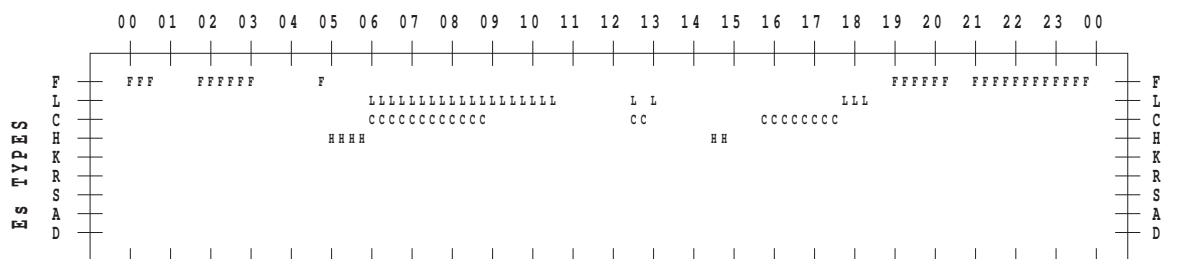 00 01 02 03 04 05 06 07 08 09 10 11 12 13 14 15 16 17 18 19 20 21 22 23 00
F FFF FFFFFF F FFFFFF FFFFFFFFFFFF F
L LLLLLLLLLLLLLLLLLLL L L LLL L
C CCCCCCCCCCCC CC CCCCCCCC C
H HHHH HH H
K K
R R
S S
A A
D D
Es TYPES